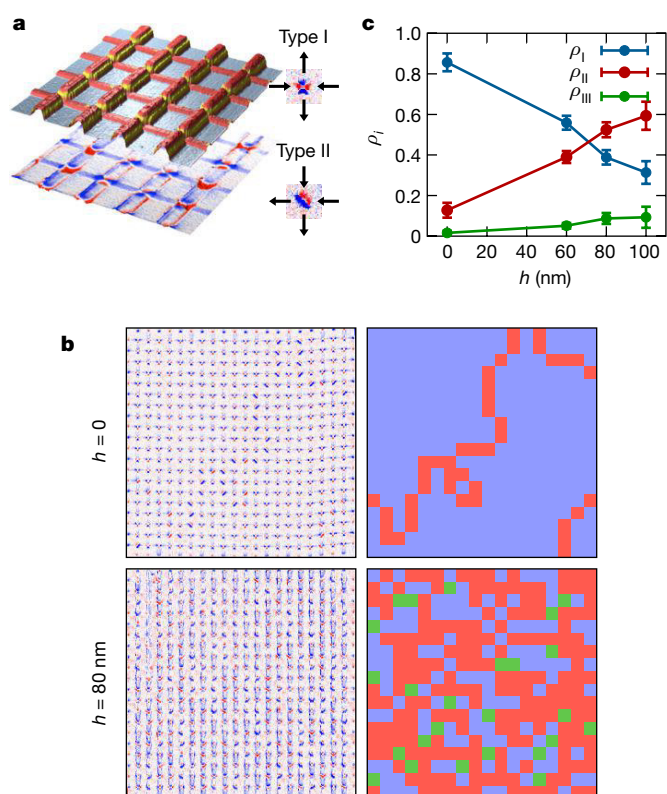 a
Type I
Type II
c
1.0
0.8
0.6
0.4
0.2
0
ρi
ρI
ρII
ρIII
0 20 40 60 80 100
h (nm)
b
h = 0
h = 80 nm